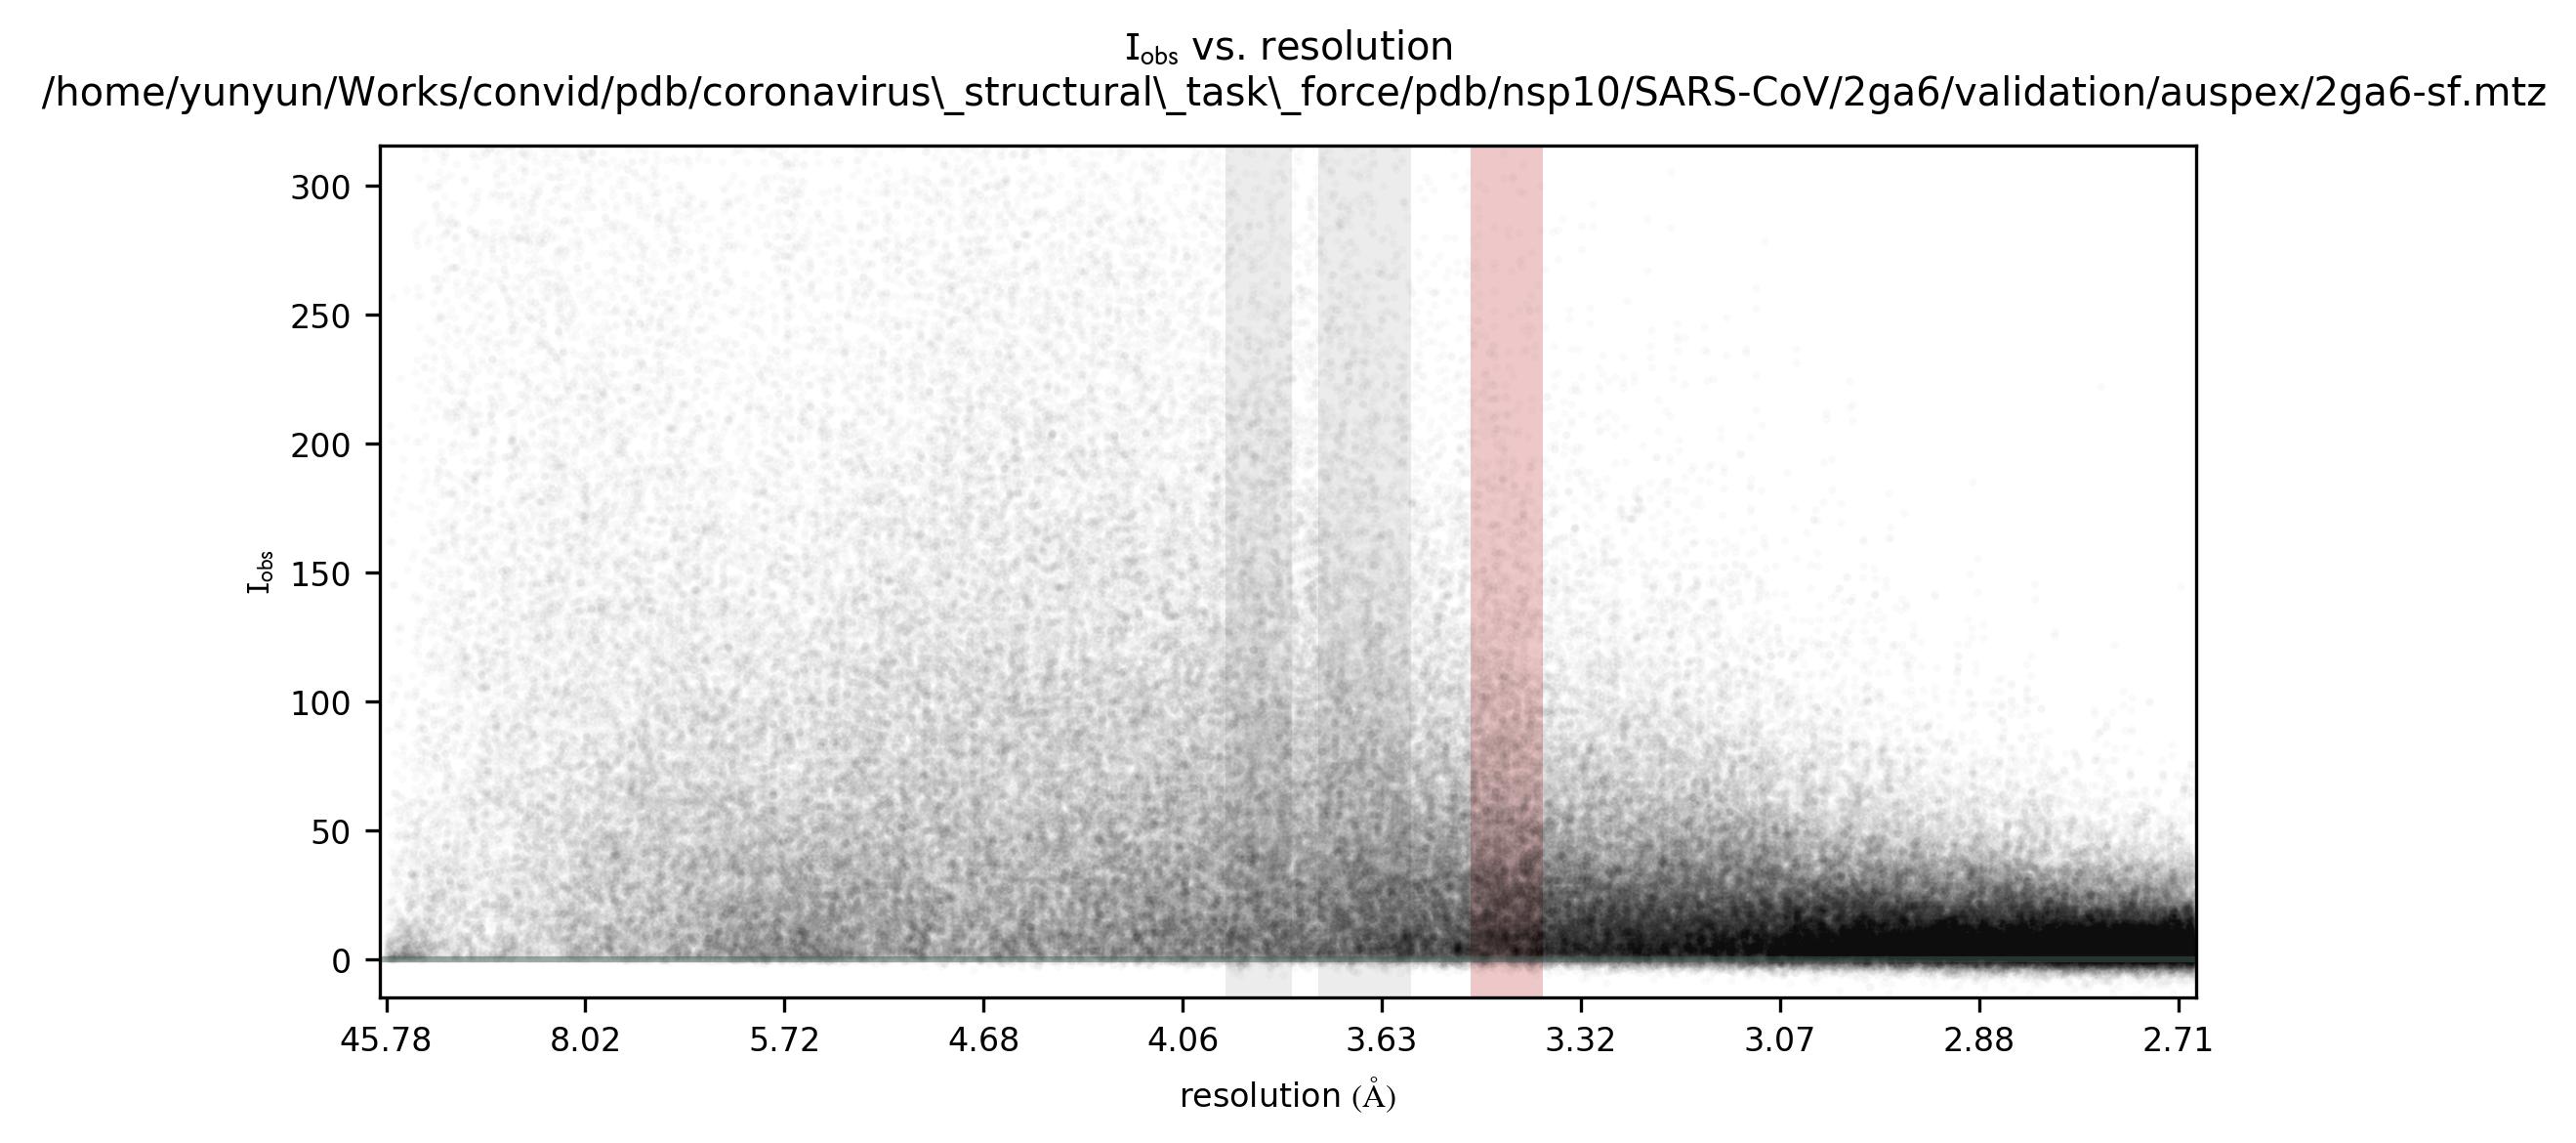 I_obs vs. resolution
/home/yunyun/Works/convid/pdb/coronavirus\_structural\_task\_force/pdb/nsp10/SARS-CoV/2ga6/validation/auspex/2ga6-sf.mtz
300
250
200
150
100
50
0
I_obs
45.78 8.02 5.72 4.68 4.06 3.63 3.32 3.07 2.88 2.71
resolution (Å)